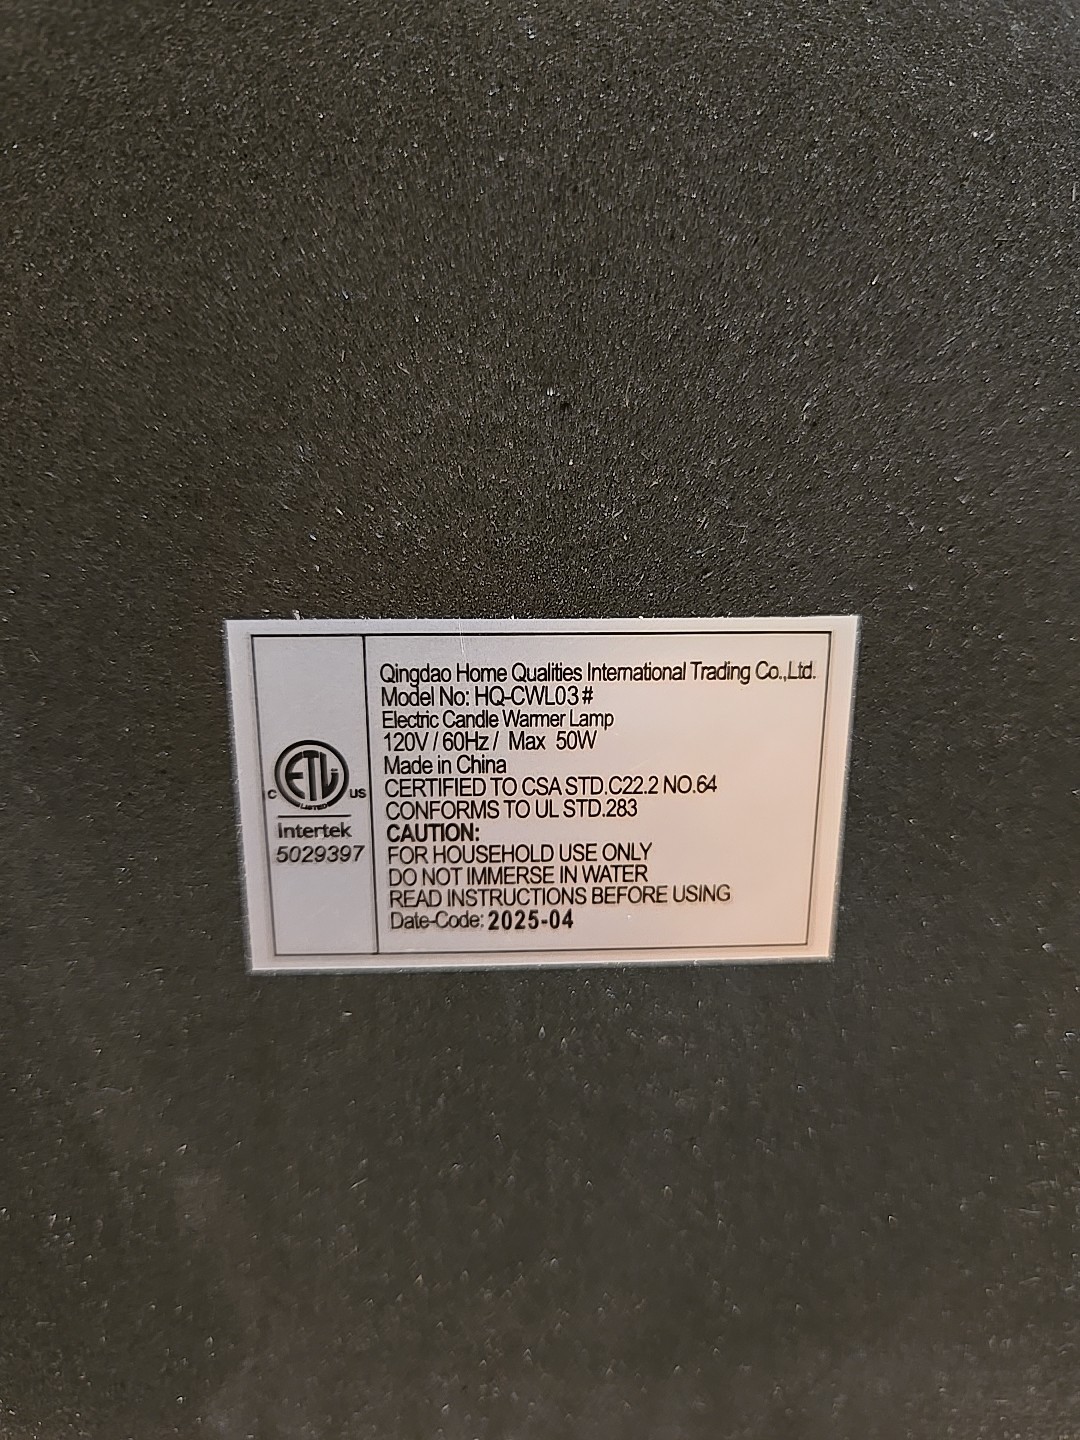 ETL
LISTED
C US
Intertek
5029397
Qingdao Home Qualities International Trading Co.,Ltd.
Model No: HQ-CWL03#
Electric Candle Warmer Lamp
120V / 60Hz / Max 50W
Made in China
CERTIFIED TO CSA STD.C22.2 NO.64
CONFORMS TO UL STD.283
CAUTION:
FOR HOUSEHOLD USE ONLY
DO NOT IMMERSE IN WATER
READ INSTRUCTIONS BEFORE USING
Date-Code: 2025-04